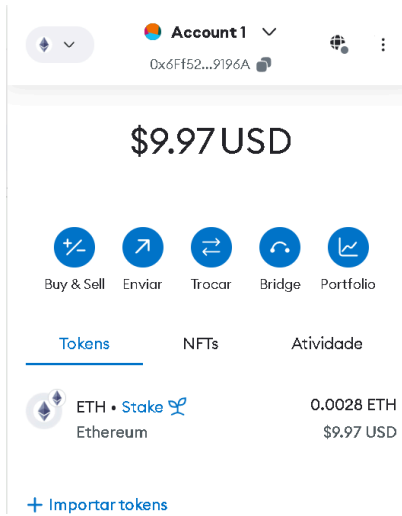 Account 1
0x6Ff52...9196A
$9.97 USD
Buy & Sell Enviar Trocar Bridge Portfolio
Tokens NFTs Atividade
ETH • Stake 0.0028 ETH
Ethereum $9.97 USD
+ Importar tokens